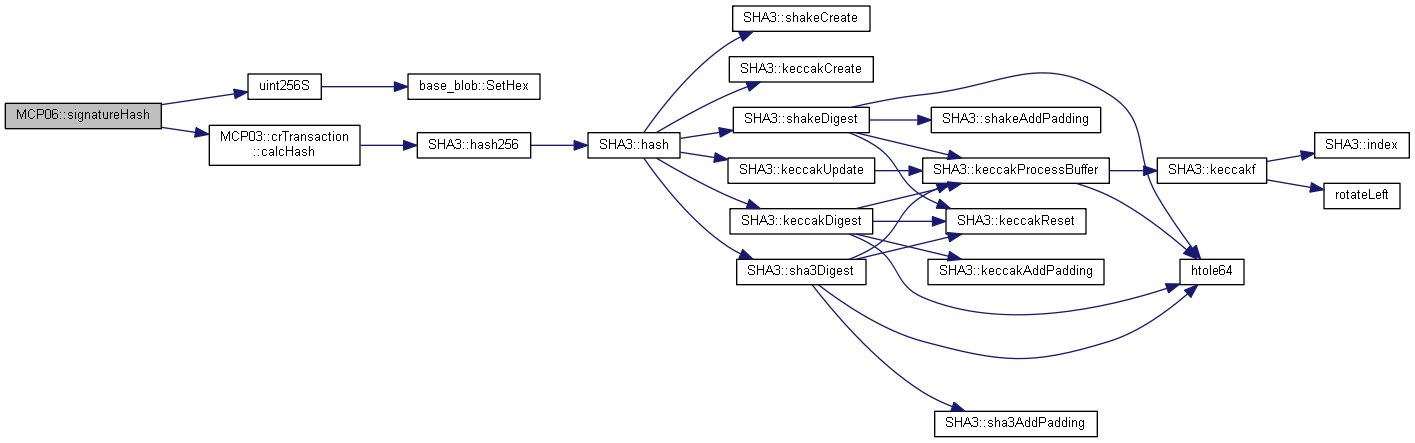 MCP06::signatureHash
uint256S
base_blob::SetHex
MCP03::crTransaction
::calcHash
SHA3::hash256
SHA3::hash
SHA3::shakeCreate
SHA3::keccakCreate
SHA3::shakeDigest
SHA3::keccakUpdate
SHA3::keccakDigest
SHA3::sha3Digest
SHA3::shakeAddPadding
SHA3::keccakProcessBuffer
SHA3::keccakReset
SHA3::keccakAddPadding
SHA3::sha3AddPadding
SHA3::keccakf
htole64
SHA3::index
rotateLeft